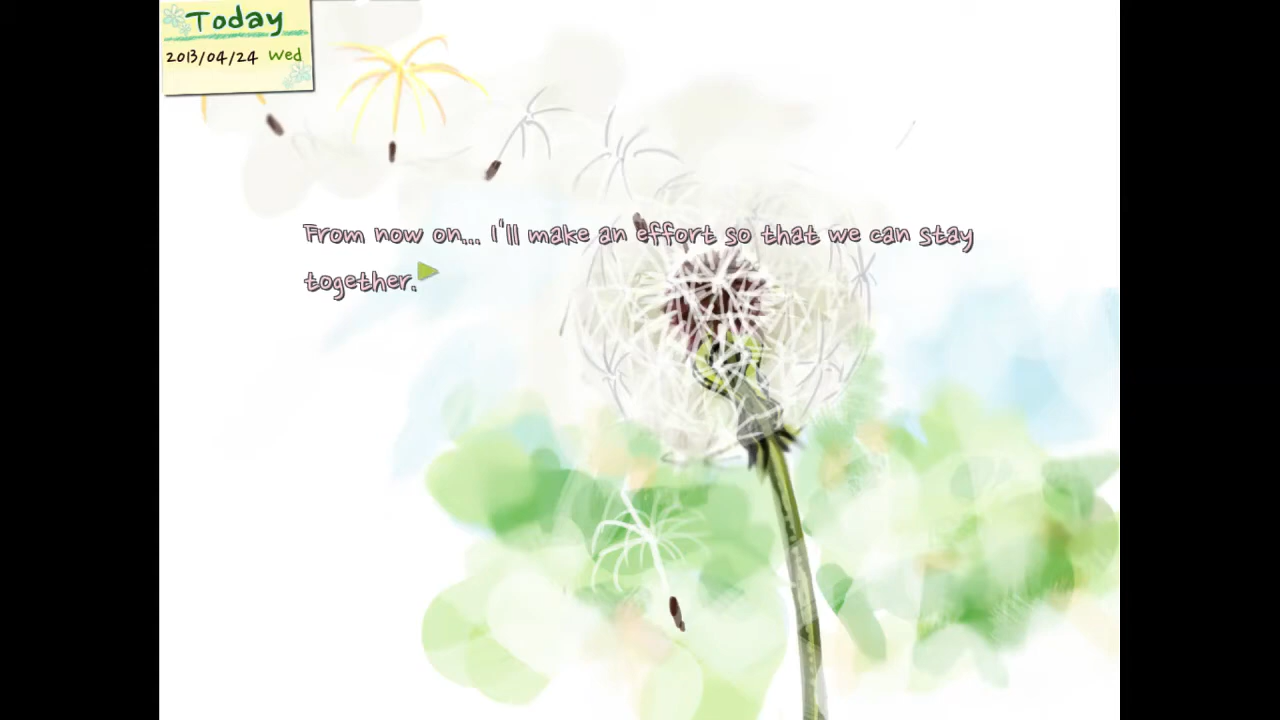 Today
2013/04/24 Wed
From now on... I'll make an effort so that we can stay
together.